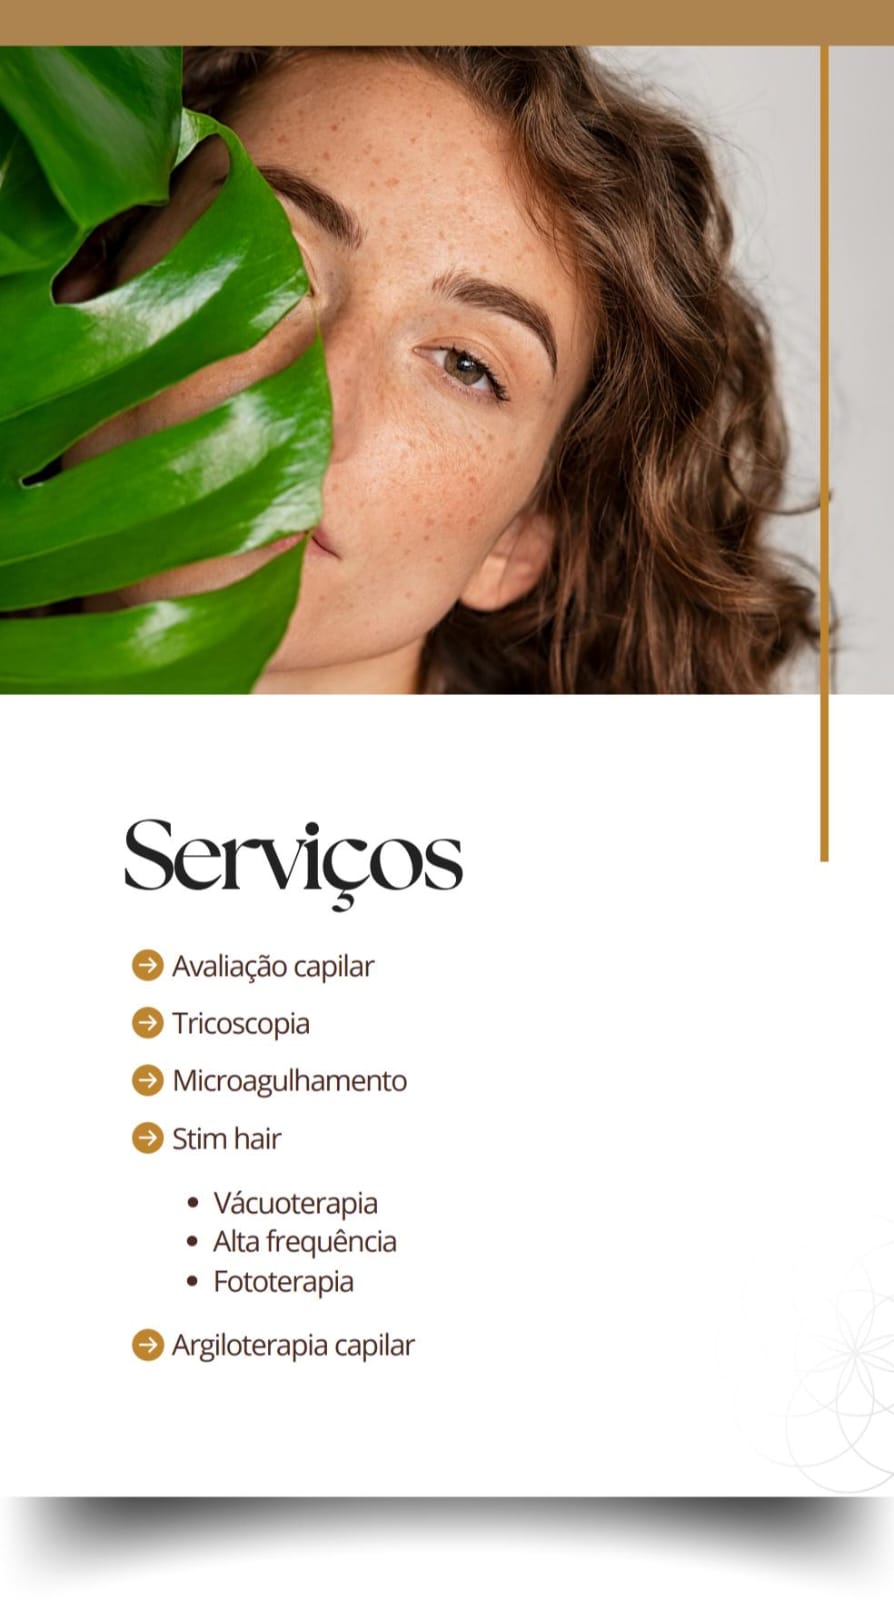 Serviços
Avaliação capilar
Tricoscopia
Microagulhamento
Stim hair
Vácuoterapia
Alta frequência
Fototerapia
Argiloterapia capilar